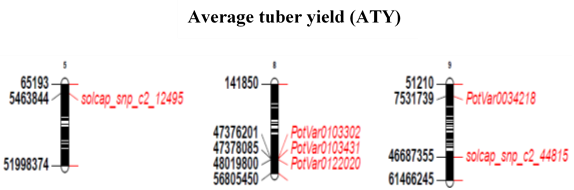 Average tuber yield (ATY)
5
65193
5463844 solcap_snp_c2_12495
51998374
8
141850
47376201 PotVar0103302
47378085 PotVar0103431
48019800 PotVar0122020
56805450
9
51210
7531739 PotVar0034218
46687355 solcap_snp_c2_44815
61466245